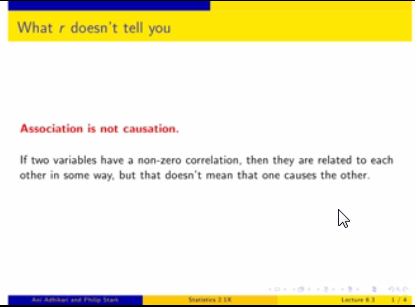 What r doesn't tell you
Association is not causation.
If two variables have a non-zero correlation, then they are related to each
other in some way, but that doesn't mean that one causes the other.
Ani Adhikari and Philip Stark Statistics 2.1X Lecture 6.3 1 / 4